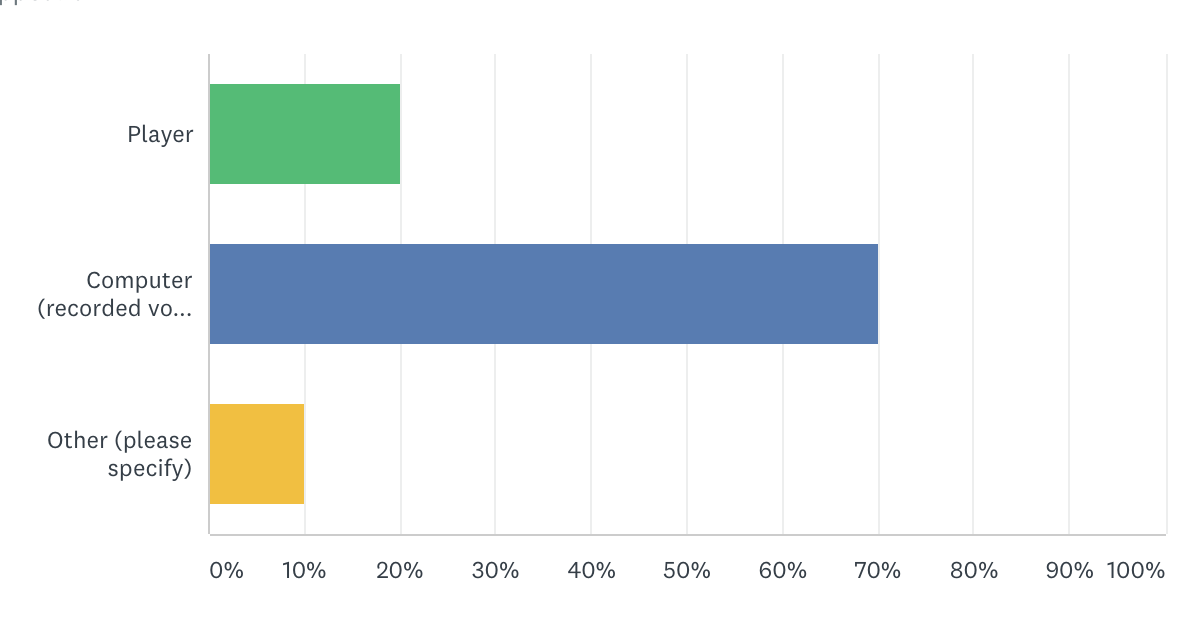 Player
Computer
(recorded vo...
Other (please
specify)
0% 10% 20% 30% 40% 50% 60% 70% 80% 90% 100%